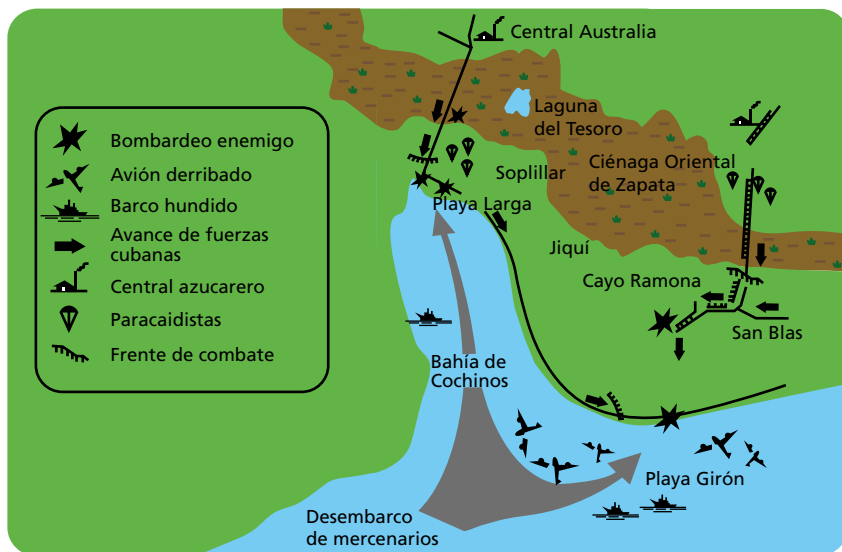 Central Australia
Laguna
del Tesoro
Bombardeo enemigo
Avión derribado
Barco hundido
Avance de fuerzas
cubanas
Central azucarero
Paracaidistas
Frente de combate
Soplillar
Ciénaga Oriental
de Zapata
Playa Larga
Jiquí
Cayo Ramona
San Blas
Bahía de
Cochinos
Playa Girón
Desembarco
de mercenarios